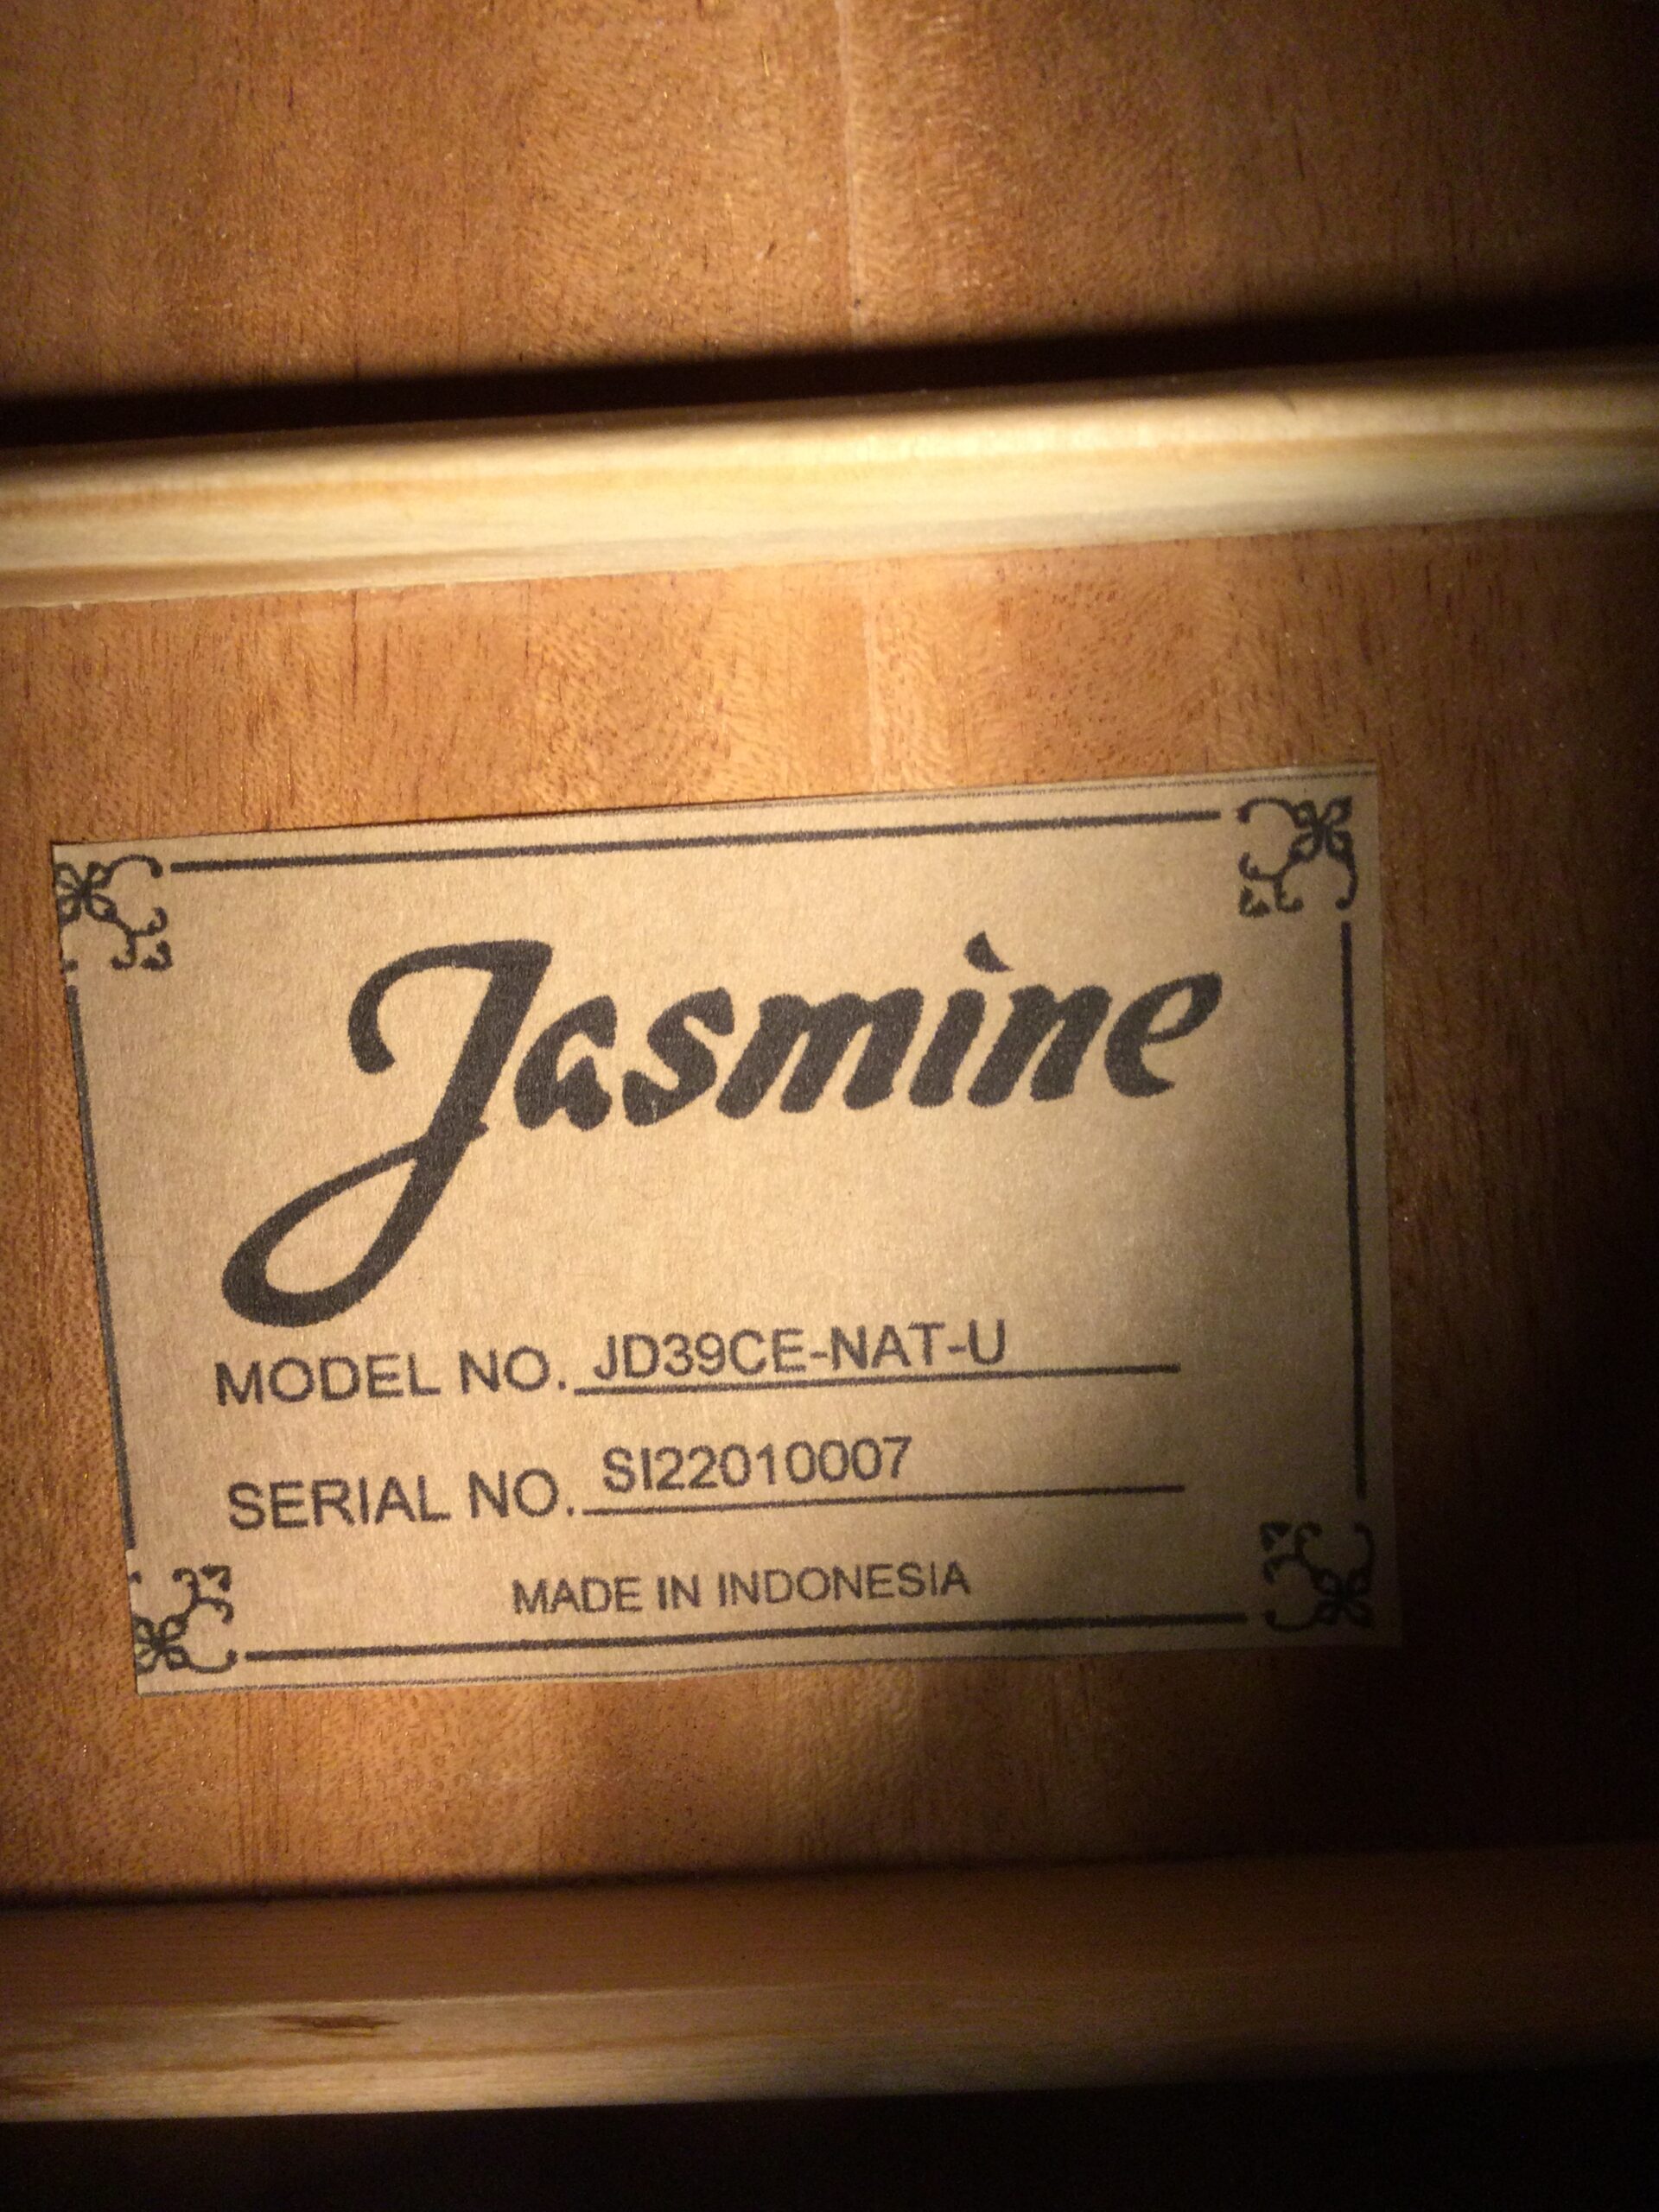 Jasmine
MODEL NO. JD39CE-NAT-U
SERIAL NO. SI22010007
MADE IN INDONESIA